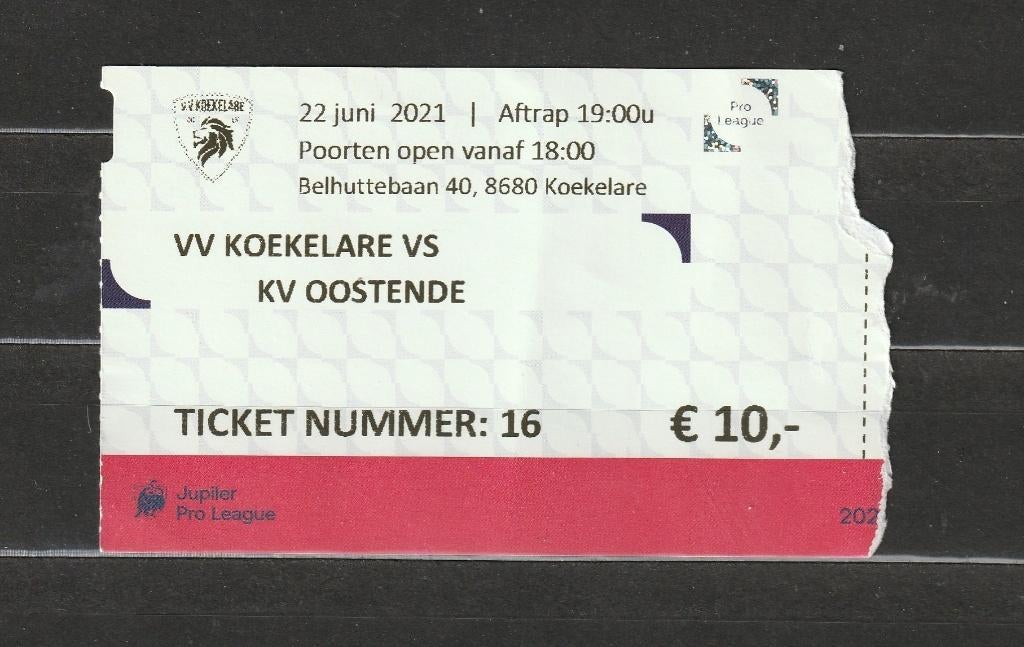 V.V KOEKELARE
22 juni 2021 | Aftrap 19:00u
Poorten open vanaf 18:00
Belhuttebaan 40, 8680 Koekelare
Pro
League
VV KOEKELARE VS
KV OOSTENDE
TICKET NUMMER: 16
€ 10,-
Jupiler
Pro League
202